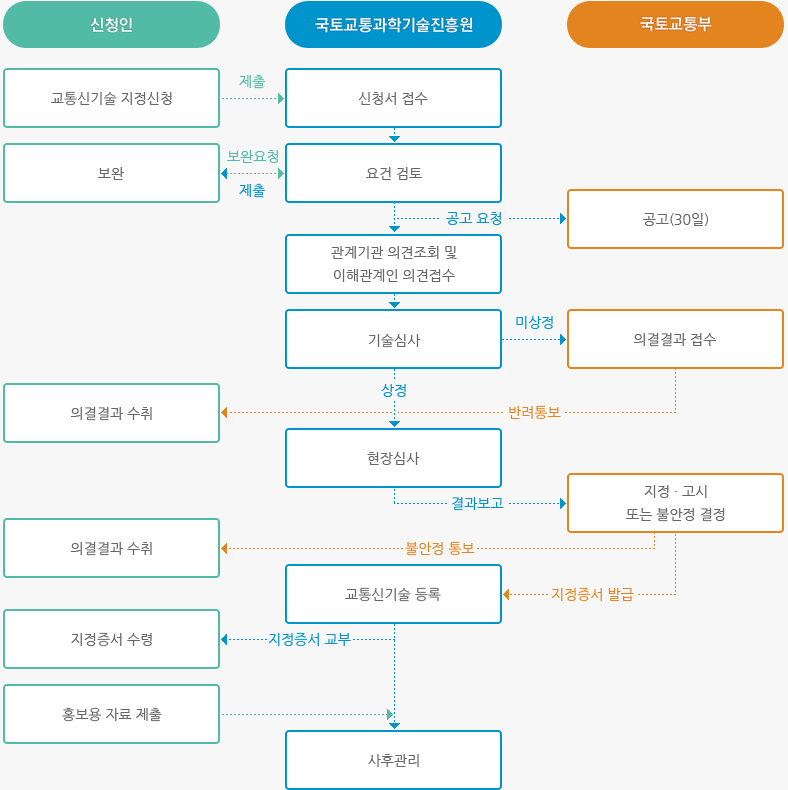 신청인
국토교통과학기술진흥원
국토교통부
교통신기술 지정신청
제출
신청서 접수
보완
보완요청
제출
요건 검토
공고 요청
공고(30일)
관계기관 의견조회 및
이해관계인 의견접수
기술심사
미상정
의결결과 접수
상정
의결결과 수취
반려통보
현장심사
결과보고
지정 · 고시
또는 불안정 결정
의결결과 수취
불안정 통보
교통신기술 등록
지정증서 발급
지정증서 수령
지정증서 교부
홍보용 자료 제출
사후관리